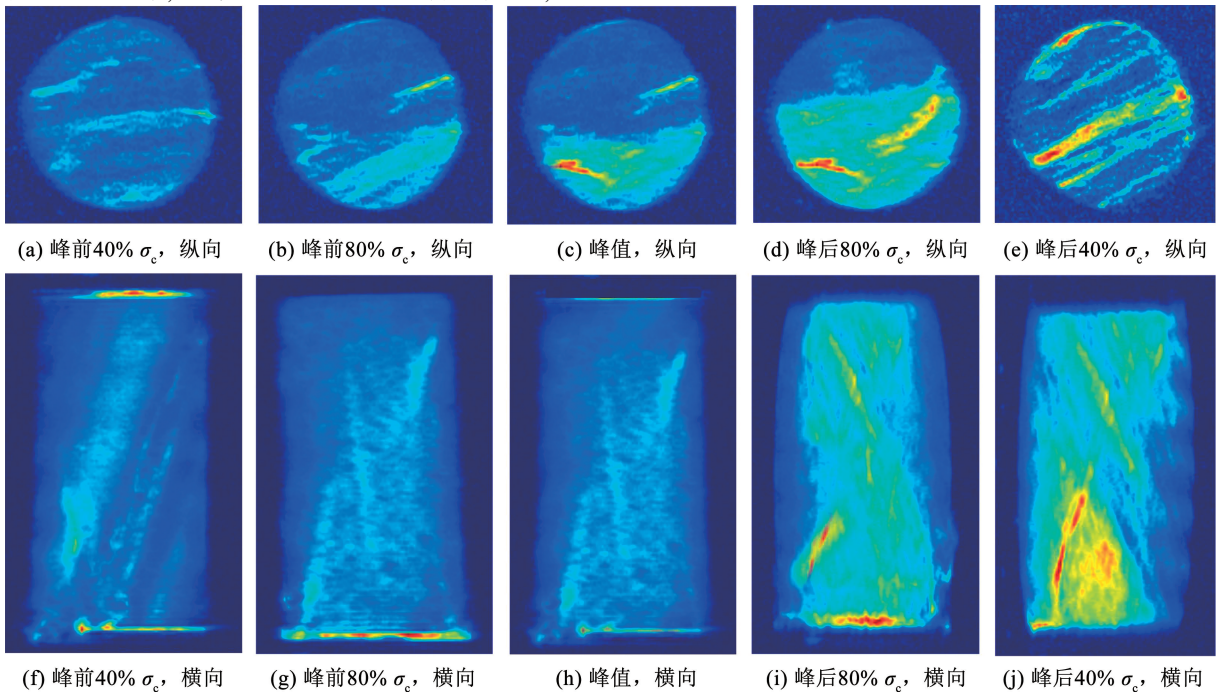 (a) 峰前40% σc，纵向
(b) 峰前80% σc，纵向
(c) 峰值，纵向
(d) 峰后80% σc，纵向
(e) 峰后40% σc，纵向
(f) 峰前40% σc，横向
(g) 峰前80% σc，横向
(h) 峰值，横向
(i) 峰后80% σc，横向
(j) 峰后40% σc，横向